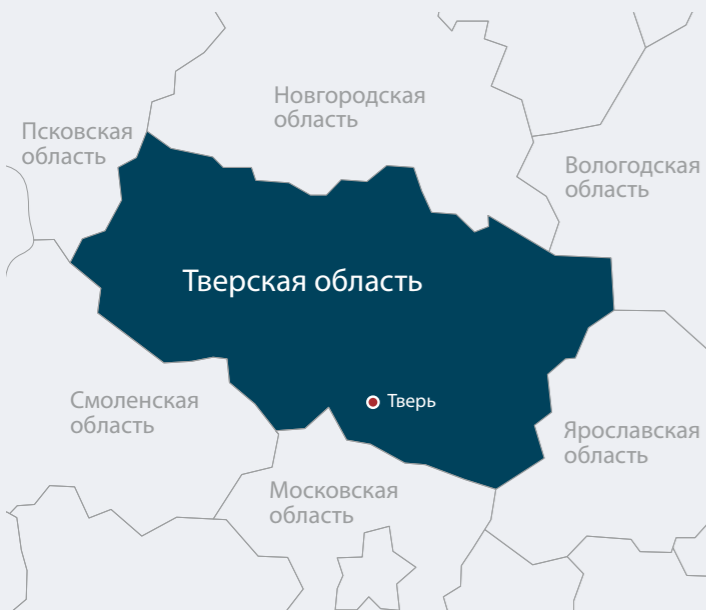 Новгородская
область
Псковская
область
Вологодская
область
Тверская область
Смоленская
область
Тверь
Ярославская
область
Московская
область